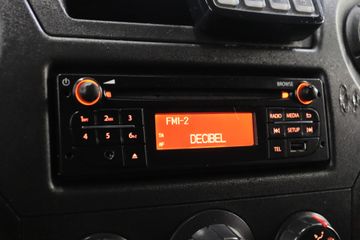 BROWSE
FM1-2
TA
AF
DECIBEL
1 2 3
4 5 6
RADIO MEDIA
SETUP
TEL